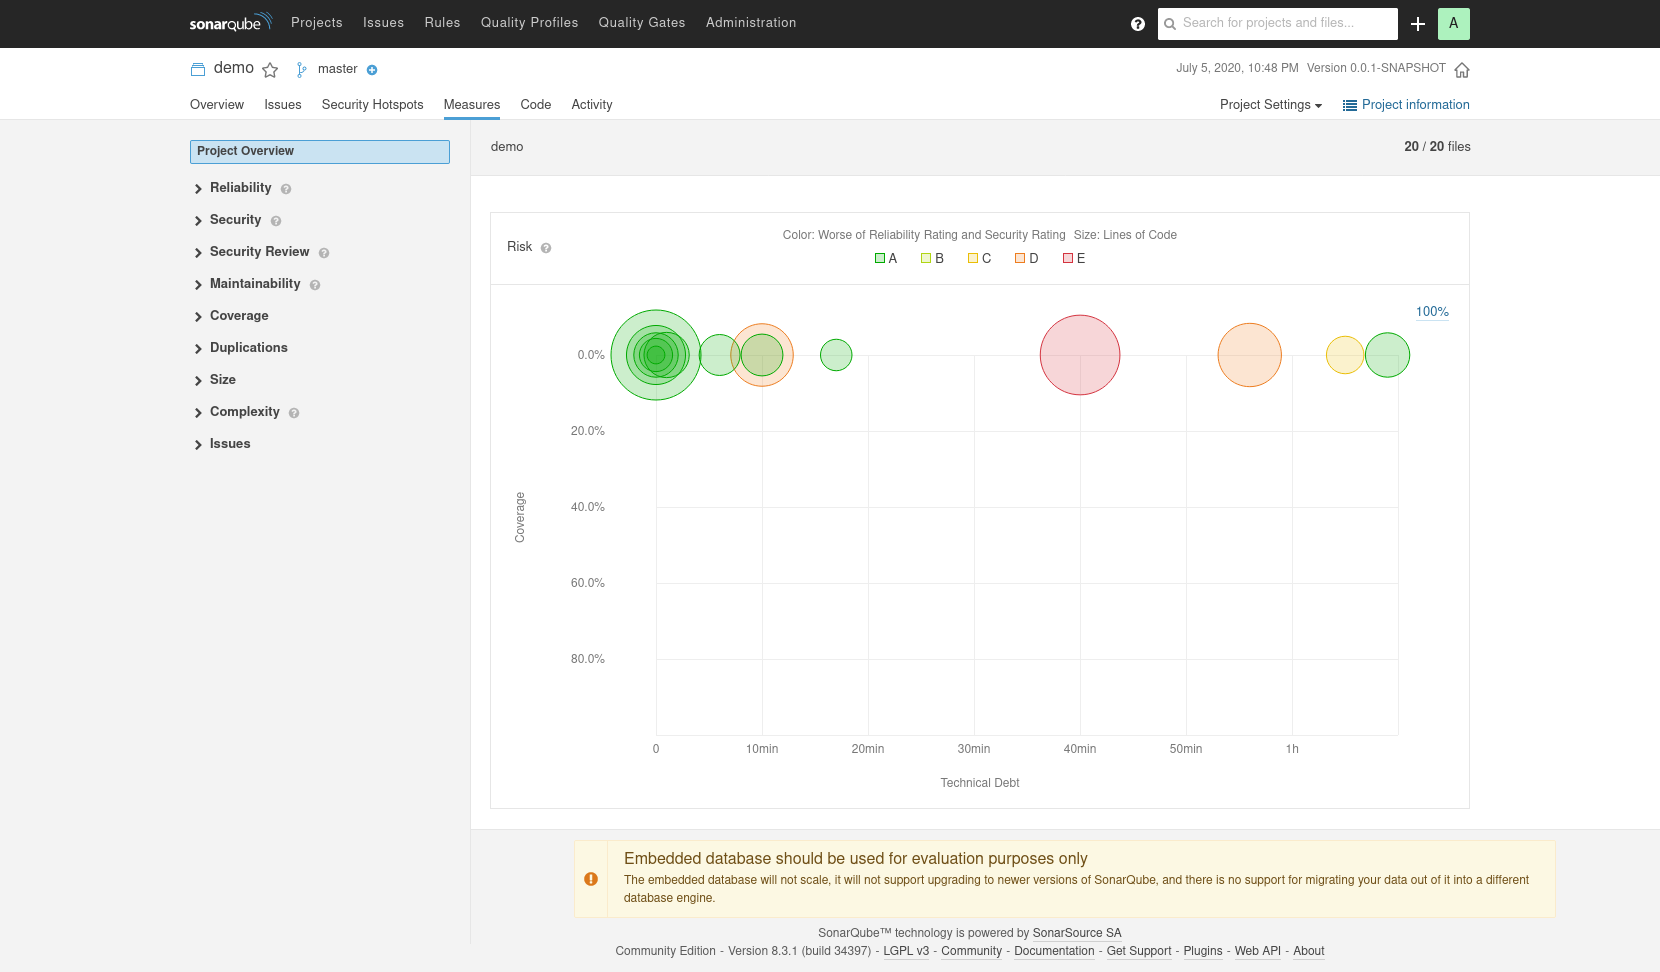 sonarqube Projects Issues Rules Quality Profiles Quality Gates Administration ? Search for projects and files... A
demo master July 5, 2020, 10:48 PM Version 0.0.1-SNAPSHOT
Overview Issues Security Hotspots Measures Code Activity Project Settings Project information
Project Overview
Reliability ?
Security ?
Security Review ?
Maintainability ?
Coverage
Duplications
Size
Complexity ?
Issues
demo 20 / 20 files
Color: Worse of Reliability Rating and Security Rating Size: Lines of Code
Risk ?
A B C D E
100%
0.0%
20.0%
40.0%
60.0%
80.0%
Coverage
0 10min 20min 30min 40min 50min 1h
Technical Debt
Embedded database should be used for evaluation purposes only
The embedded database will not scale, it will not support upgrading to newer versions of SonarQube, and there is no support for migrating your data out of it into a different
database engine.
SonarQube™ technology is powered by SonarSource SA
Community Edition - Version 8.3.1 (build 34397) - LGPL v3 - Community - Documentation - Get Support - Plugins - Web API - About